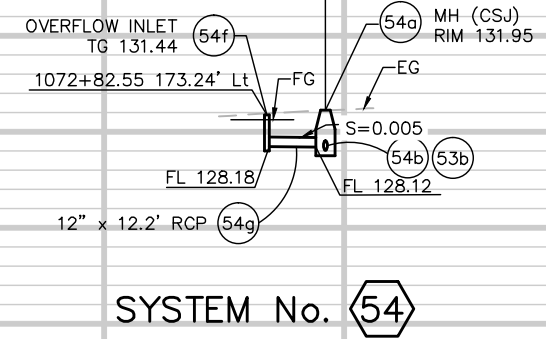 OVERFLOW INLET
TG 131.44
54f
54a
MH (CSJ)
RIM 131.95
1072+82.55 173.24' Lt
FG
EG
S=0.005
54b
53b
FL 128.18
FL 128.12
12" x 12.2' RCP
54g
SYSTEM No. 54